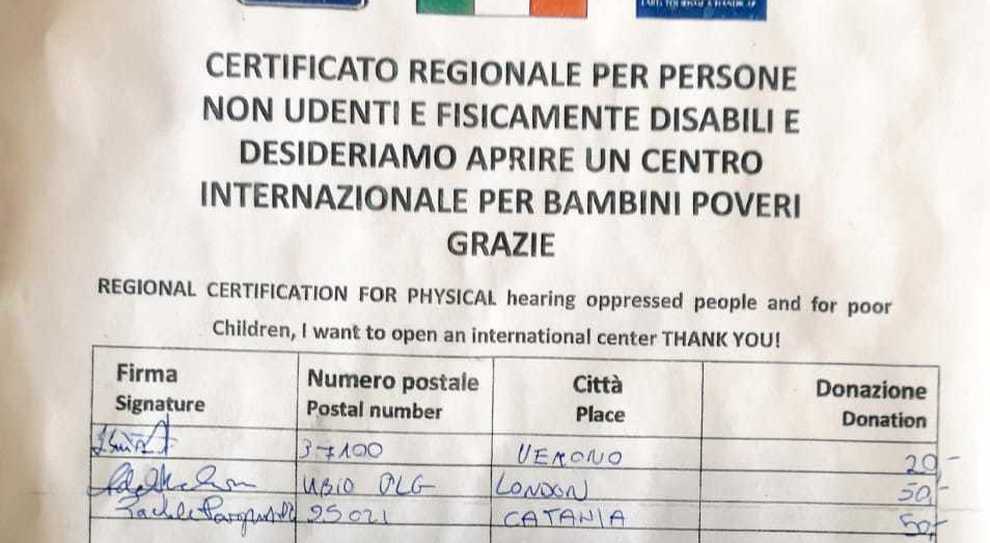 CERTIFICATO REGIONALE PER PERSONE
NON UDENTI E FISICAMENTE DISABILI E
DESIDERIAMO APRIRE UN CENTRO
INTERNAZIONALE PER BAMBINI POVERI
GRAZIE
REGIONAL CERTIFICATION FOR PHYSICAL hearing oppressed people and for poor
Children, I want to open an international center THANK YOU!
Firma Numero postale Città Donazione
Signature Postal number Place Donation
37100 VERONO 20,-
LONDON 50,-
95021 CATANIA 50,-